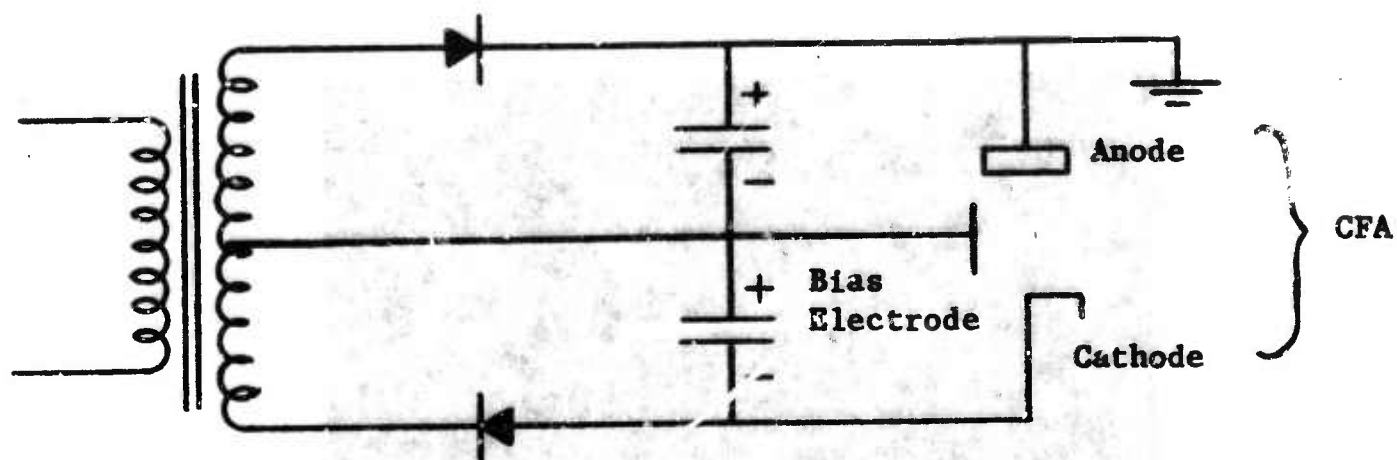 +
Anode
-
CFA
+ Bias
Electrode
Cathode
-